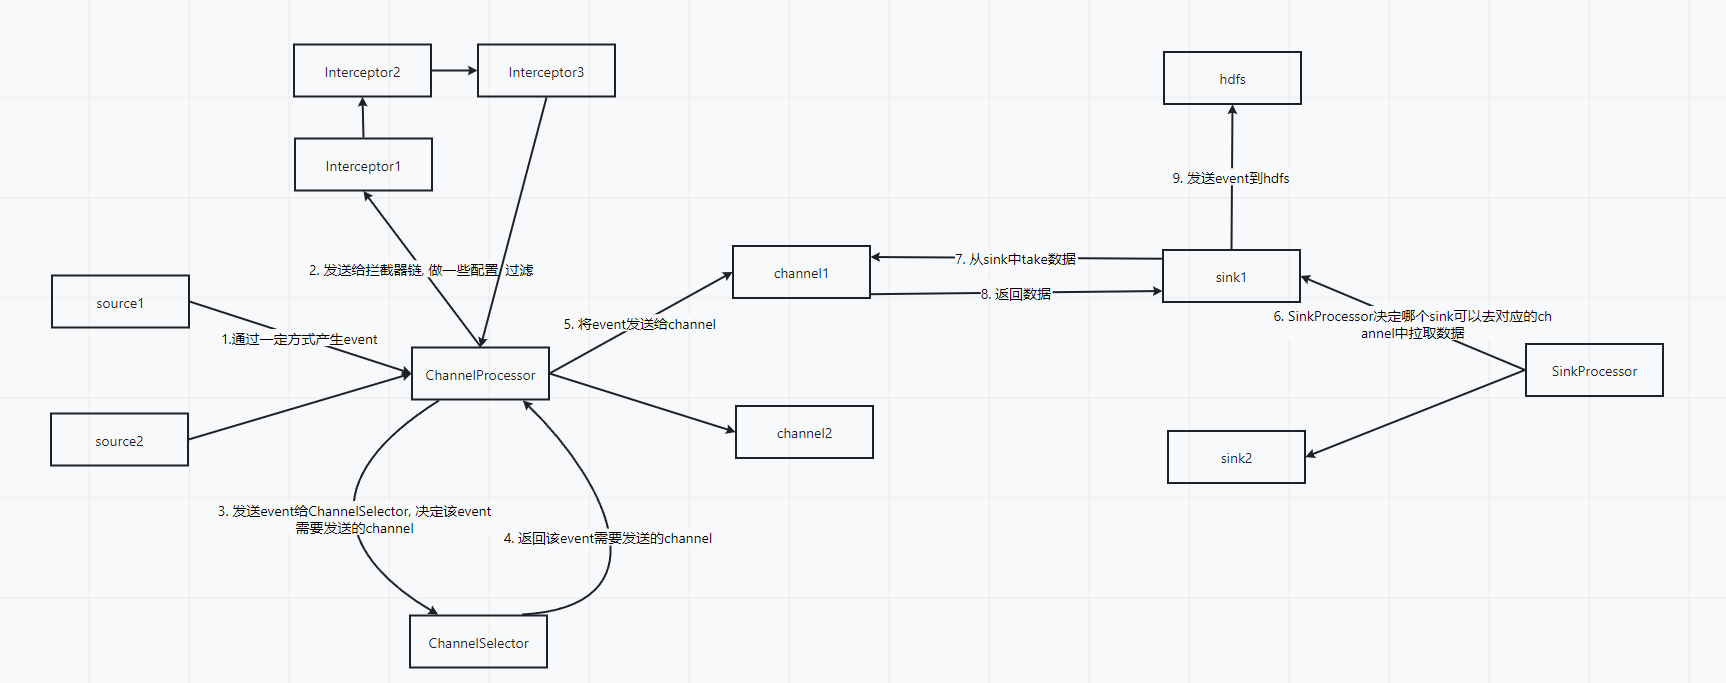 Interceptor2
Interceptor3
hdfs
Interceptor1
9. 发送event到hdfs
2. 发送给拦截器链, 做一些配置, 过滤
channel1
7. 从sink中take数据
sink1
8. 返回数据
source1
1.通过一定方式产生event
5. 将event发送给channel
6. SinkProcessor决定哪个sink可以去对应的ch
annel中拉取数据
ChannelProcessor
SinkProcessor
source2
channel2
sink2
3. 发送event给ChannelSelector, 决定该event
需要发送的channel
4. 返回该event需要发送的channel
ChannelSelector